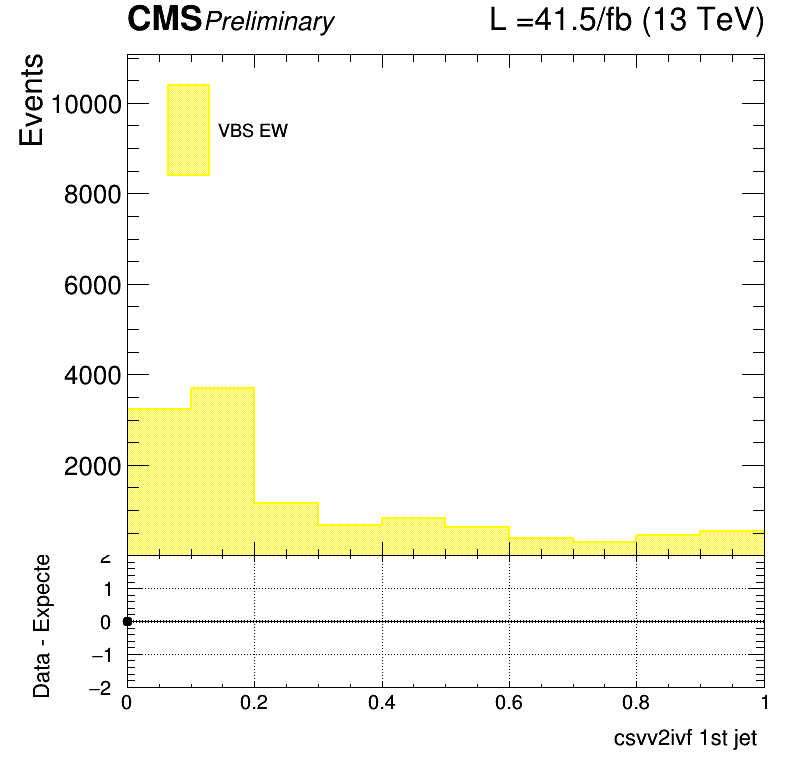 CMS Preliminary L =41.5/fb (13 TeV)
Events
10000
8000
6000
4000
2000
VBS EW
Data - Expecte
2
1
0
−1
−2
0 0.2 0.4 0.6 0.8 1
csvv2ivf 1st jet